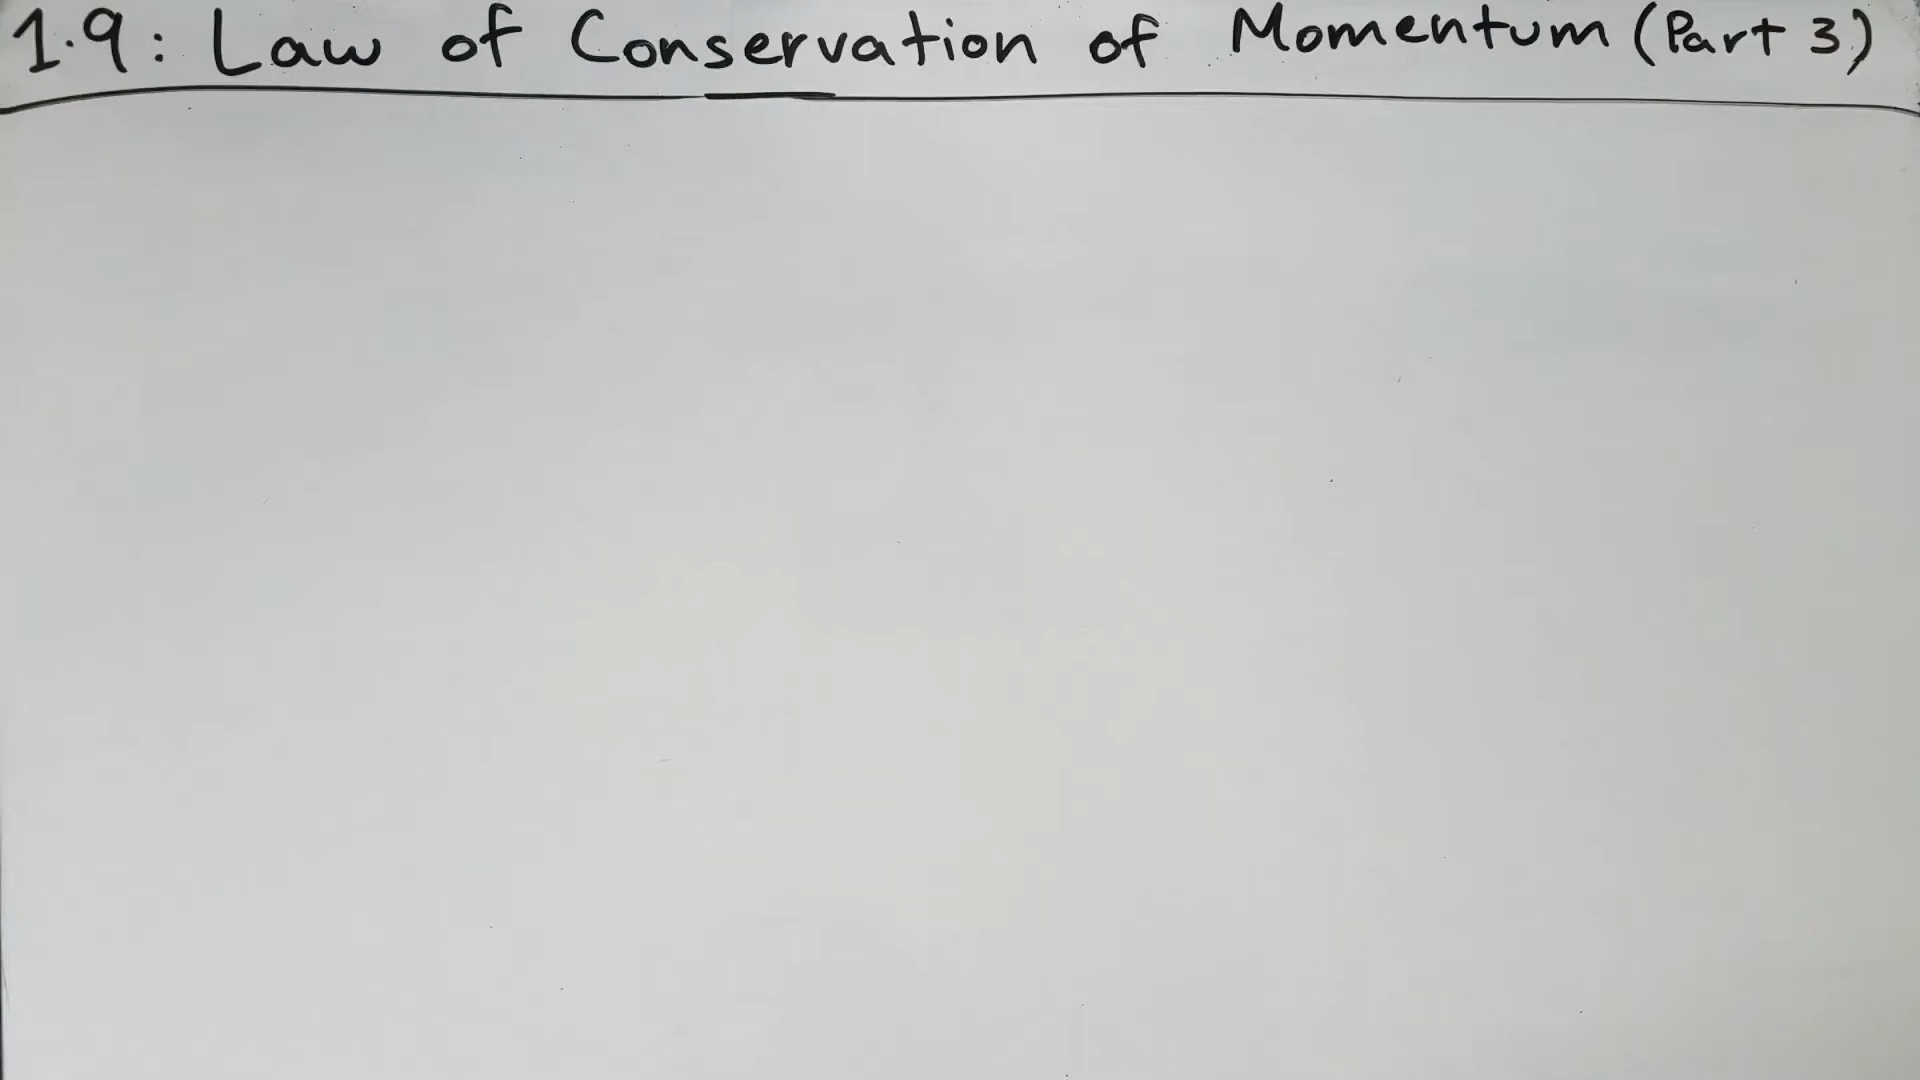 1.9: Law of Conservation of Momentum (Part 3)